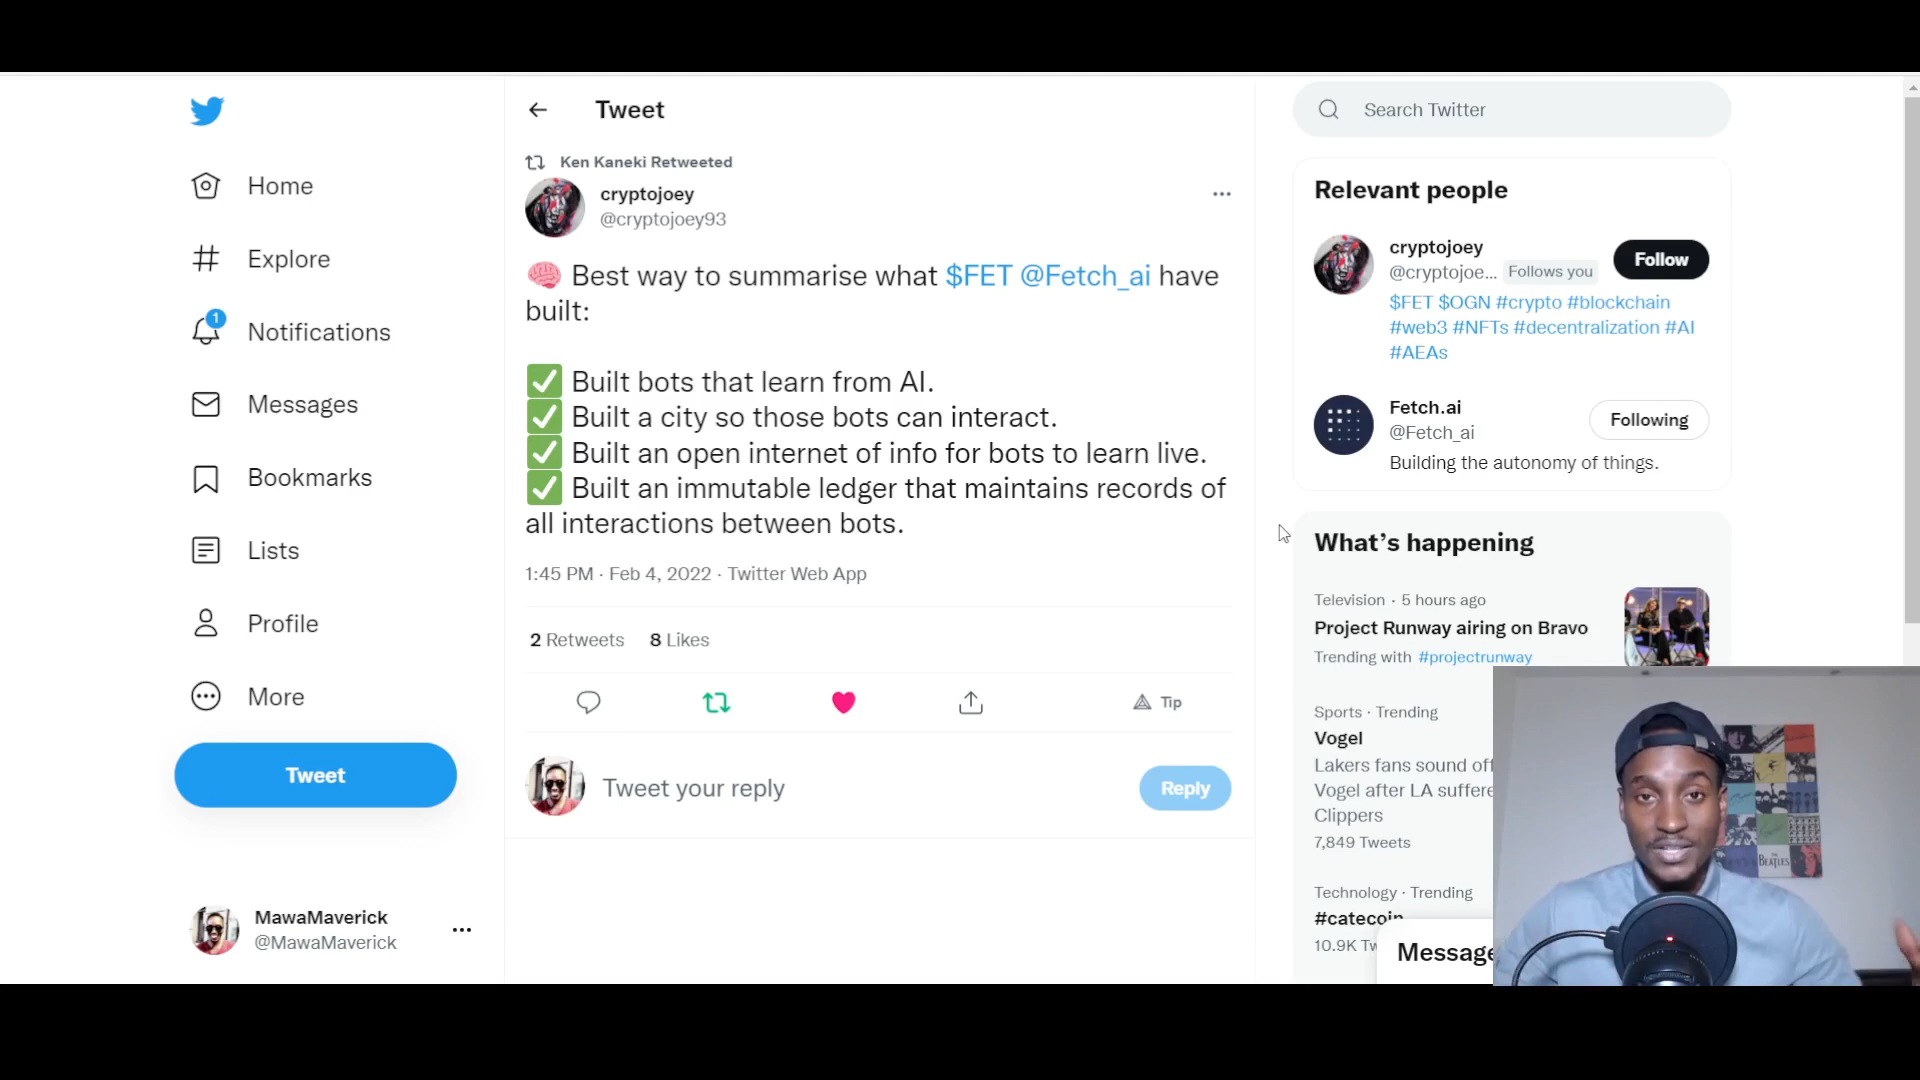 Home
Explore
1
Notifications
Messages
Bookmarks
Lists
Profile
More
Tweet
MawaMaverick
@MawaMaverick
Tweet
Ken Kaneki Retweeted
cryptojoey
@cryptojoey93
Best way to summarise what $FET @Fetch_ai have
built:
Built bots that learn from AI.
Built a city so those bots can interact.
Built an open internet of info for bots to learn live.
Built an immutable ledger that maintains records of
all interactions between bots.
1:45 PM · Feb 4, 2022 · Twitter Web App
2 Retweets 8 Likes
Tip
Tweet your reply
Reply
Search Twitter
Relevant people
cryptojoey
@cryptojoe... Follows you
Follow
$FET $OGN #crypto #blockchain
#web3 #NFTs #decentralization #AI
#AEAs
Fetch.ai
@Fetch_ai
Following
Building the autonomy of things.
What's happening
Television · 5 hours ago
Project Runway airing on Bravo
Trending with #projectrunway
Sports · Trending
Vogel
Lakers fans sound off
Vogel after LA suffere
Clippers
7,849 Tweets
Technology · Trending
#catecoin
10.9K Tw
Message
THE
BEATLES